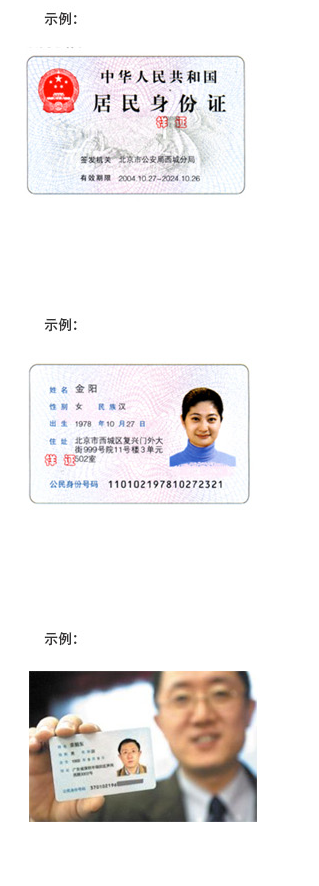 示例：
中华人民共和国
居民身份证
样 证
签发机关 北京市公安局西城分局
有效期限 2004.10.27-2024.10.26
示例：
姓名 金阳
性别 女 民族 汉
出生 1978 年 10 月 27 日
住址 北京市西城区复兴门外大
街999号院11号楼3单元
样 证 502室
公民身份号码 110102197810272321
示例：